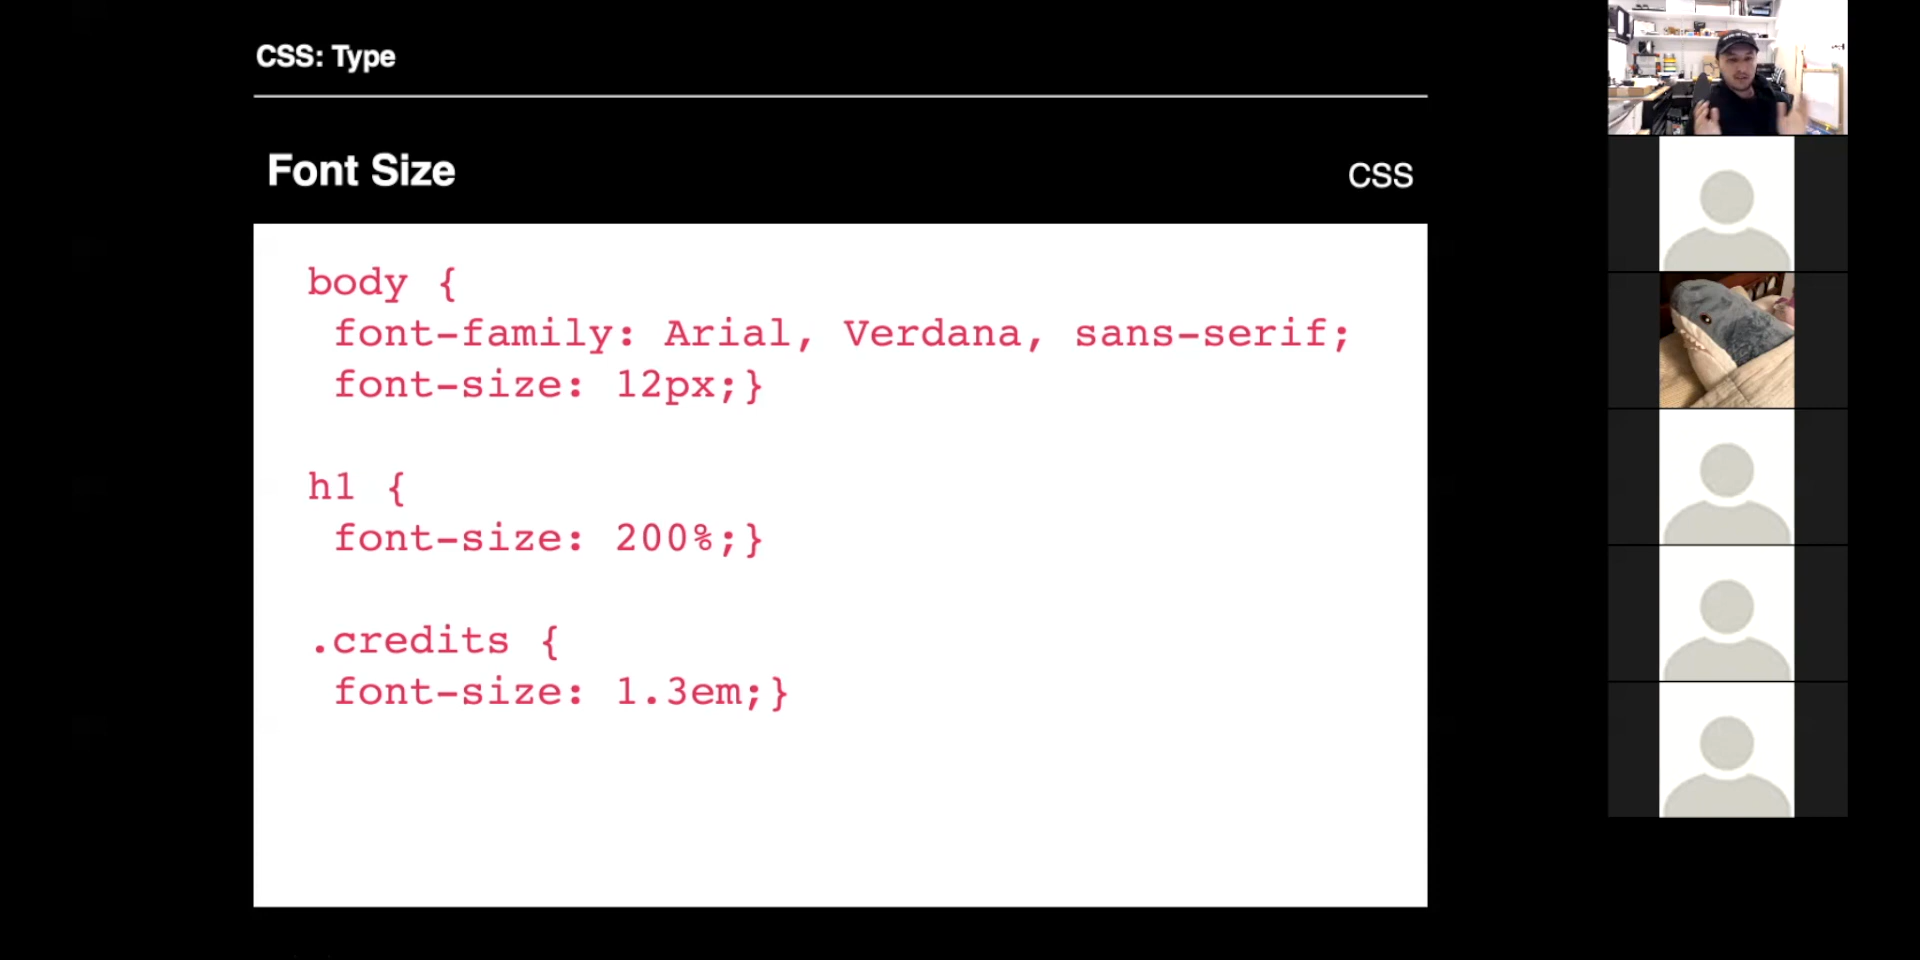 CSS: Type
Font Size
CSS
body {
font-family: Arial, Verdana, sans-serif;
font-size: 12px;}
h1 {
font-size: 200%;}
.credits {
font-size: 1.3em;}